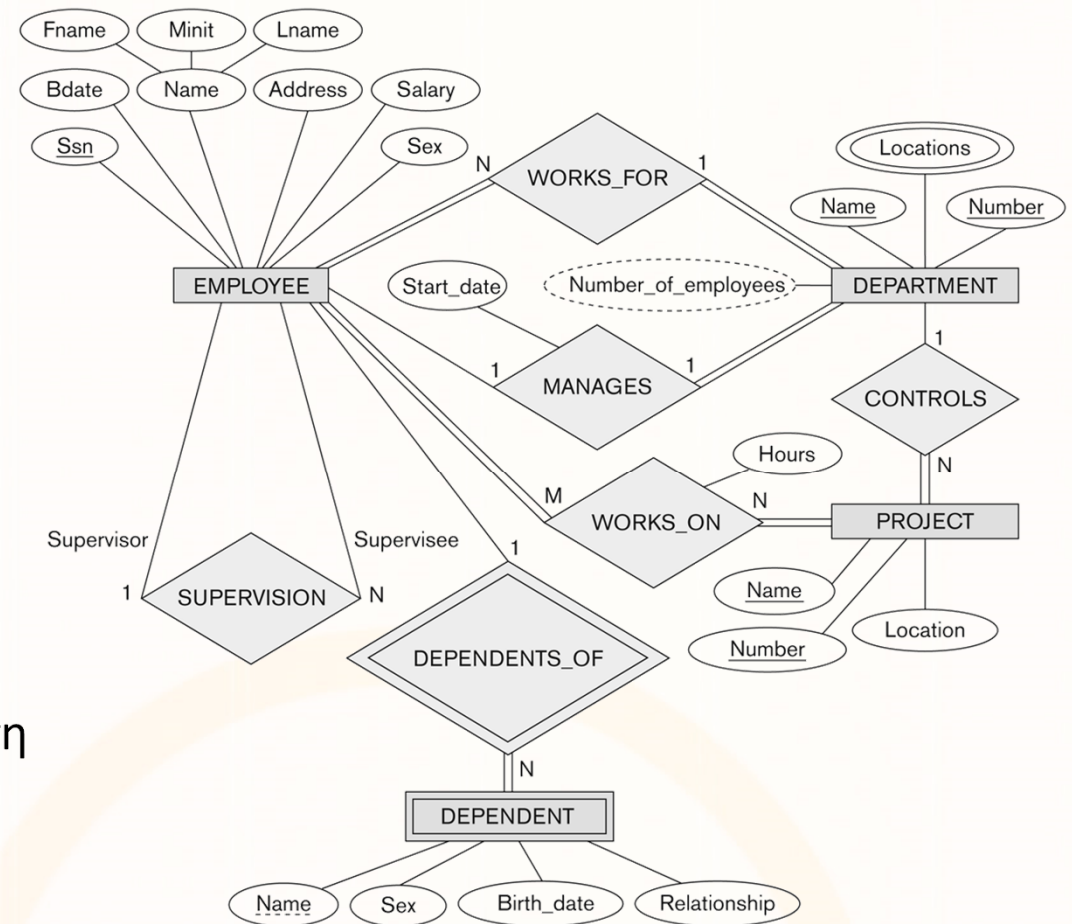 Fname Minit Lname
Bdate Name Address Salary
Ssn Sex
N WORKS_FOR 1
Locations
Name Number
EMPLOYEE Start_date Number_of_employees DEPARTMENT
1 MANAGES 1
1
CONTROLS
N
Hours
M WORKS_ON N
PROJECT
Supervisor Supervisee
1 SUPERVISION N
1
Name
Number Location
DEPENDENTS_OF
N
DEPENDENT
Name Sex Birth_date Relationship